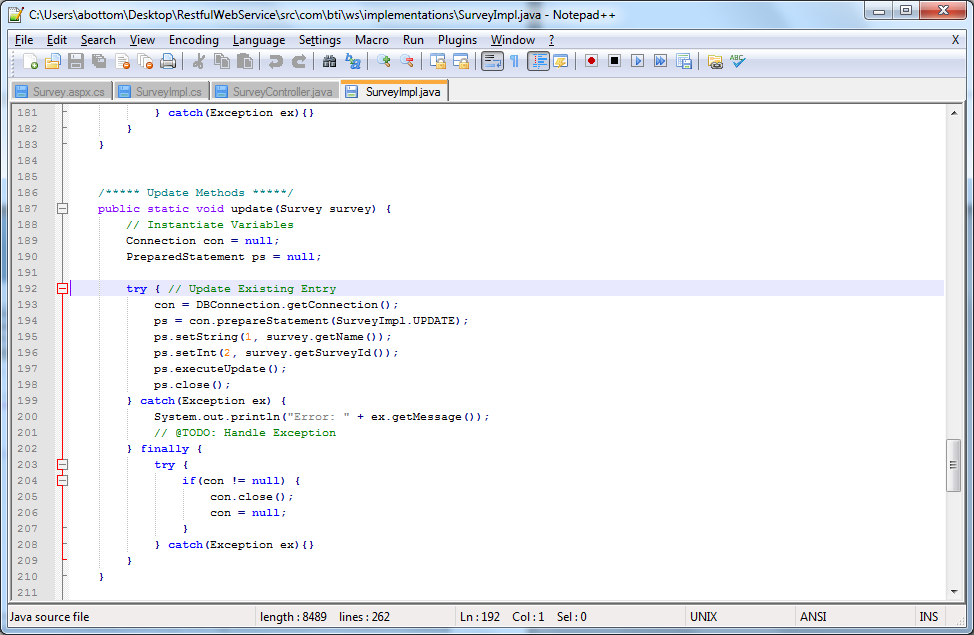 C:\Users\abottom\Desktop\RestfulWebService\src\com\bti\ws\implementations\SurveyImpl.java - Notepad++
File Edit Search View Encoding Language Settings Macro Run Plugins Window ? X
ABC
Survey.aspx.cs SurveyImpl.cs SurveyController.java SurveyImpl.java
181 } catch(Exception ex){}
182 }
183 }
184
185
186 /***** Update Methods *****/
187 public static void update(Survey survey) {
188 // Instantiate Variables
189 Connection con = null;
190 PreparedStatement ps = null;
191
192 try { // Update Existing Entry
193 con = DBConnection.getConnection();
194 ps = con.prepareStatement(SurveyImpl.UPDATE);
195 ps.setString(1, survey.getName());
196 ps.setInt(2, survey.getSurveyId());
197 ps.executeUpdate();
198 ps.close();
199 } catch(Exception ex) {
200 System.out.println("Error: " + ex.getMessage());
201 // @TODO: Handle Exception
202 } finally {
203 try {
204 if(con != null) {
205 con.close();
206 con = null;
207 }
208 } catch(Exception ex){}
209 }
210 }
211
Java source file length : 8489 lines : 262 Ln : 192 Col : 1 Sel : 0 UNIX ANSI INS